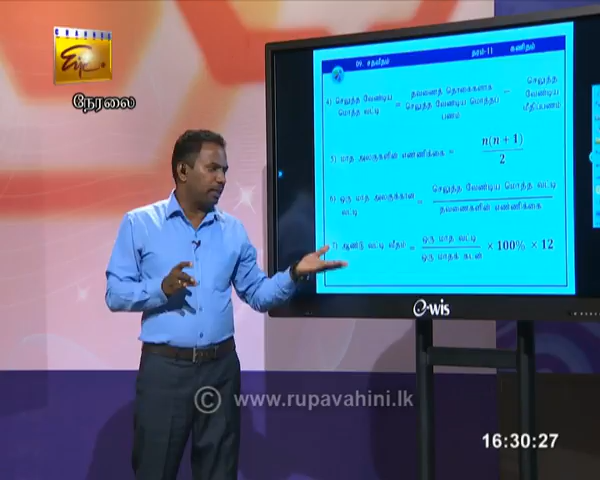 CHANNEL
Eye
நேரலை
09. சதவீதம் தரம்-11 கணிதம்
4) செலுத்த வேண்டிய மொத்த வட்டி = தவணைத் தொகைகளாக செலுத்த வேண்டிய மொத்தப் பணம் − செலுத்த வேண்டிய மீதிப்பணம்
5) மாத அலகுகளின் எண்ணிக்கை = n(n + 1) / 2
6) ஒரு மாத அலகுக்கான வட்டி = செலுத்த வேண்டிய மொத்த வட்டி / தவணைகளின் எண்ணிக்கை
7) ஆண்டு வட்டி வீதம் = ஒரு மாத வட்டி / ஒரு மாதக் கடன் × 100% × 12
e-wis
© www.rupavahini.lk
16:30:27